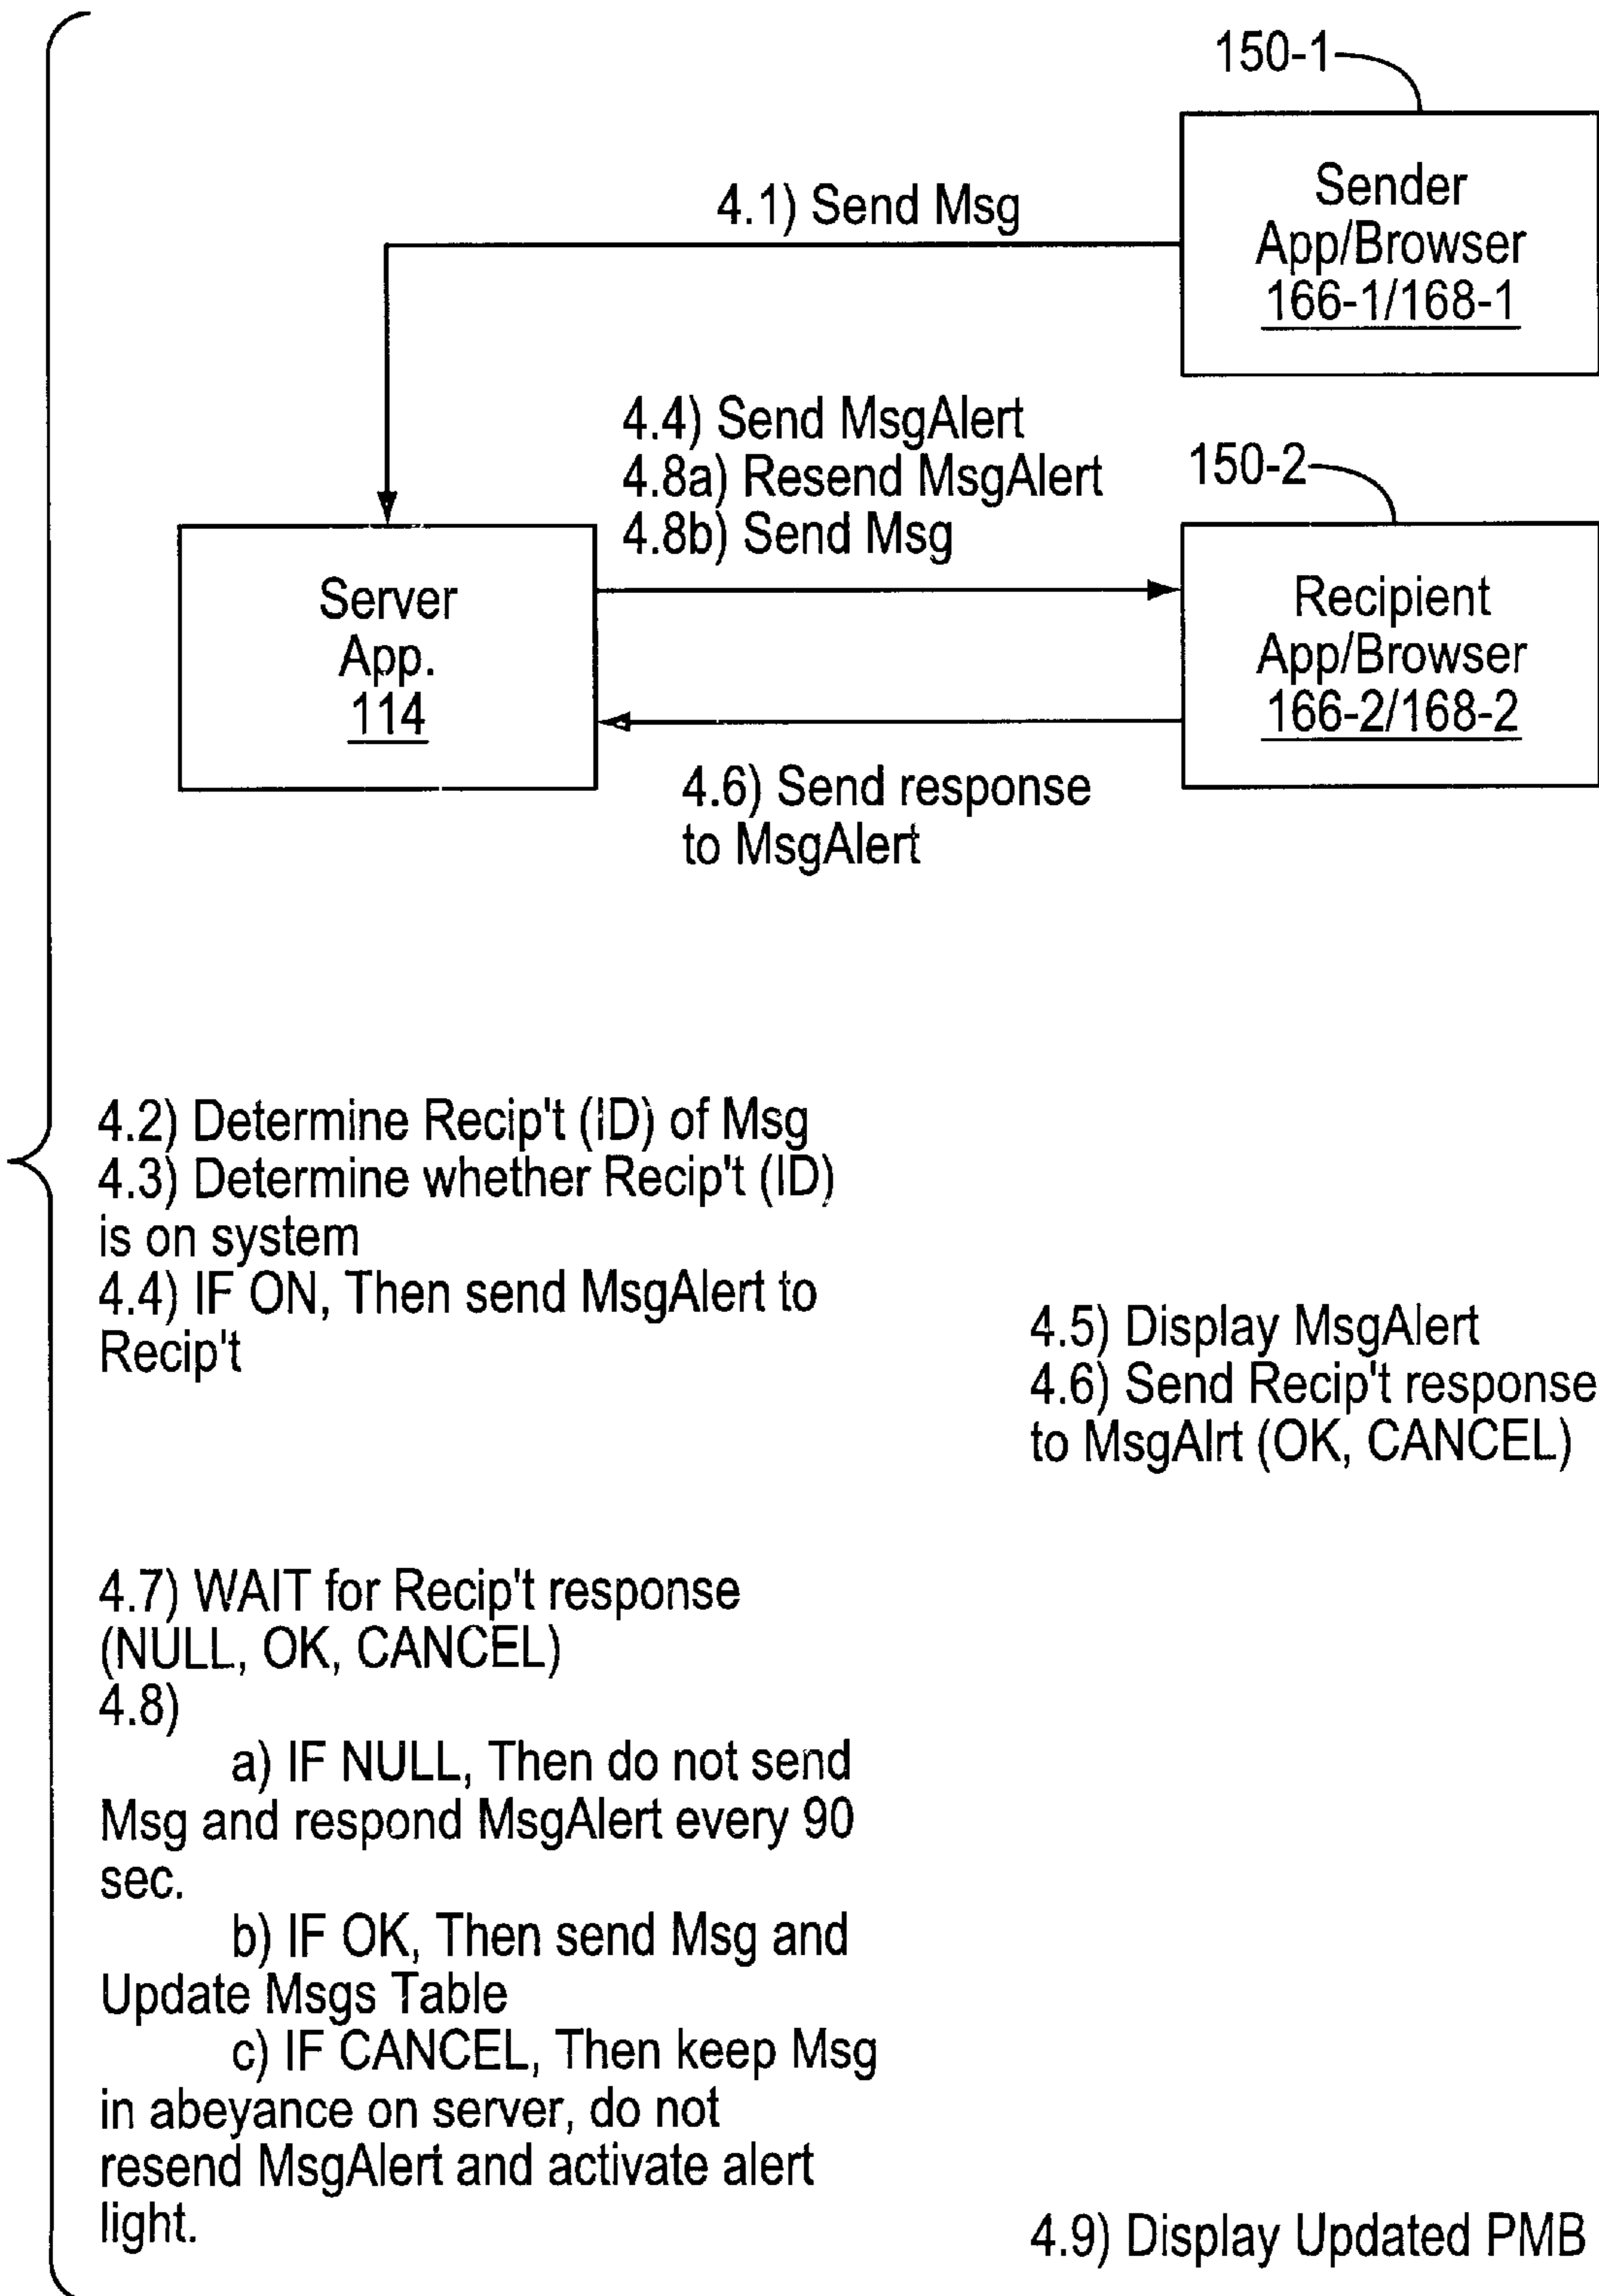 150-1
Sender
App/Browser
166-1/168-1
4.1) Send Msg
4.4) Send MsgAlert
4.8a) Resend MsgAlert
4.8b) Send Msg
150-2
Server
App.
114
Recipient
App/Browser
166-2/168-2
4.6) Send response
to MsgAlert
4.2) Determine Recip't (ID) of Msg
4.3) Determine whether Recip't (ID)
is on system
4.4) IF ON, Then send MsgAlert to
Recip't
4.5) Display MsgAlert
4.6) Send Recip't response
to MsgAlrt (OK, CANCEL)
4.7) WAIT for Recip't response
(NULL, OK, CANCEL)
4.8)
a) IF NULL, Then do not send
Msg and respond MsgAlert every 90
sec.
b) IF OK, Then send Msg and
Update Msgs Table
c) IF CANCEL, Then keep Msg
in abeyance on server, do not
resend MsgAlert and activate alert
light.
4.9) Display Updated PMB